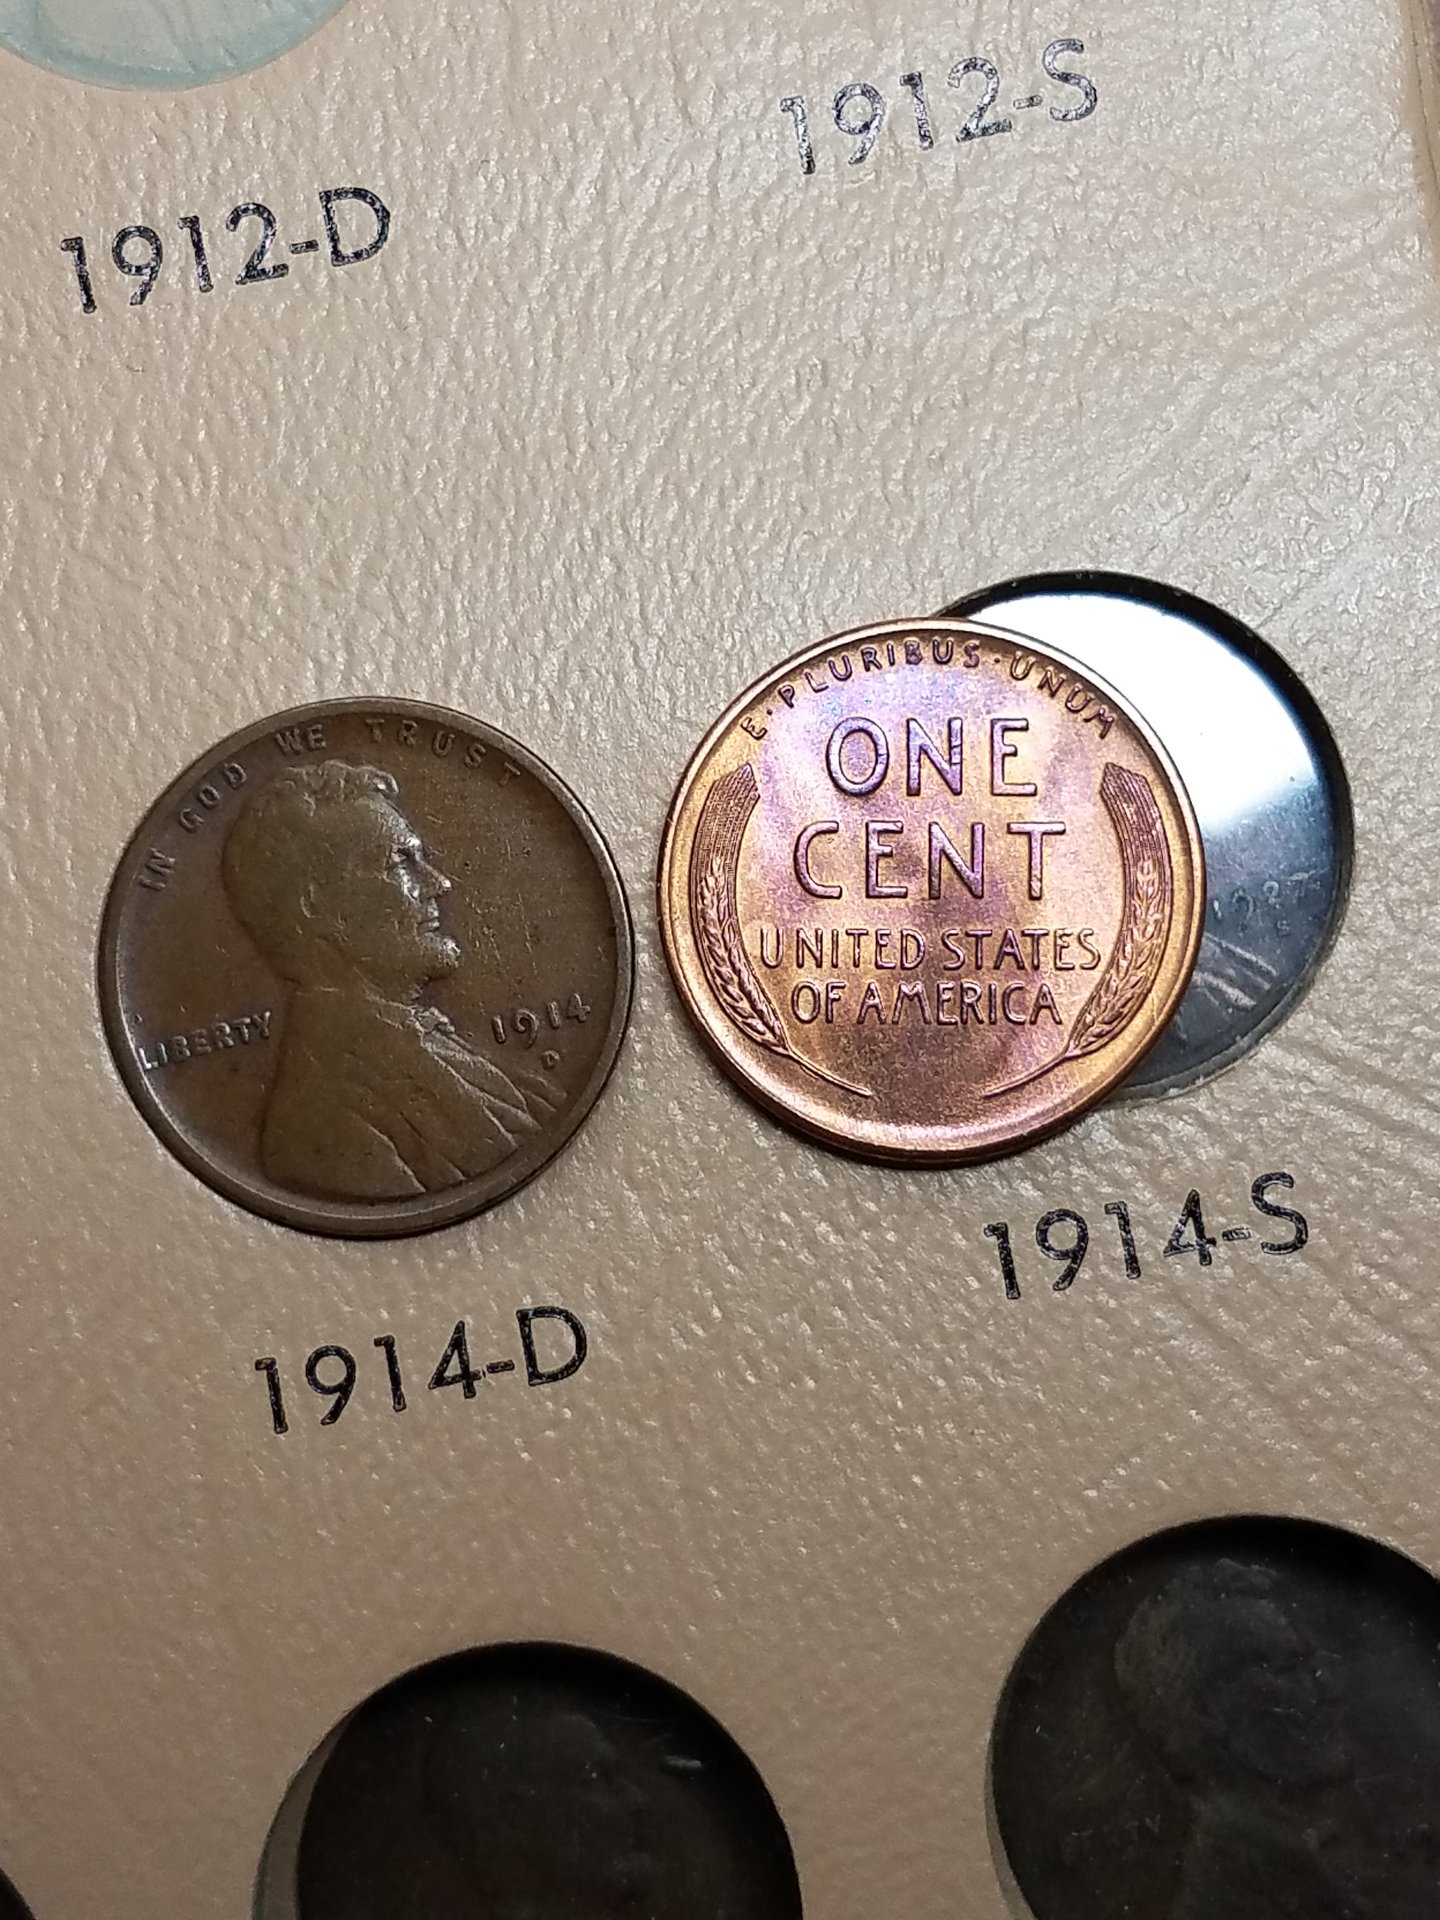 1912-S
1912-D
IN GOD WE TRUST
LIBERTY
1914
D
E·PLURIBUS·UNUM
ONE
CENT
UNITED STATES
OF AMERICA
S
1914-S
1914-D